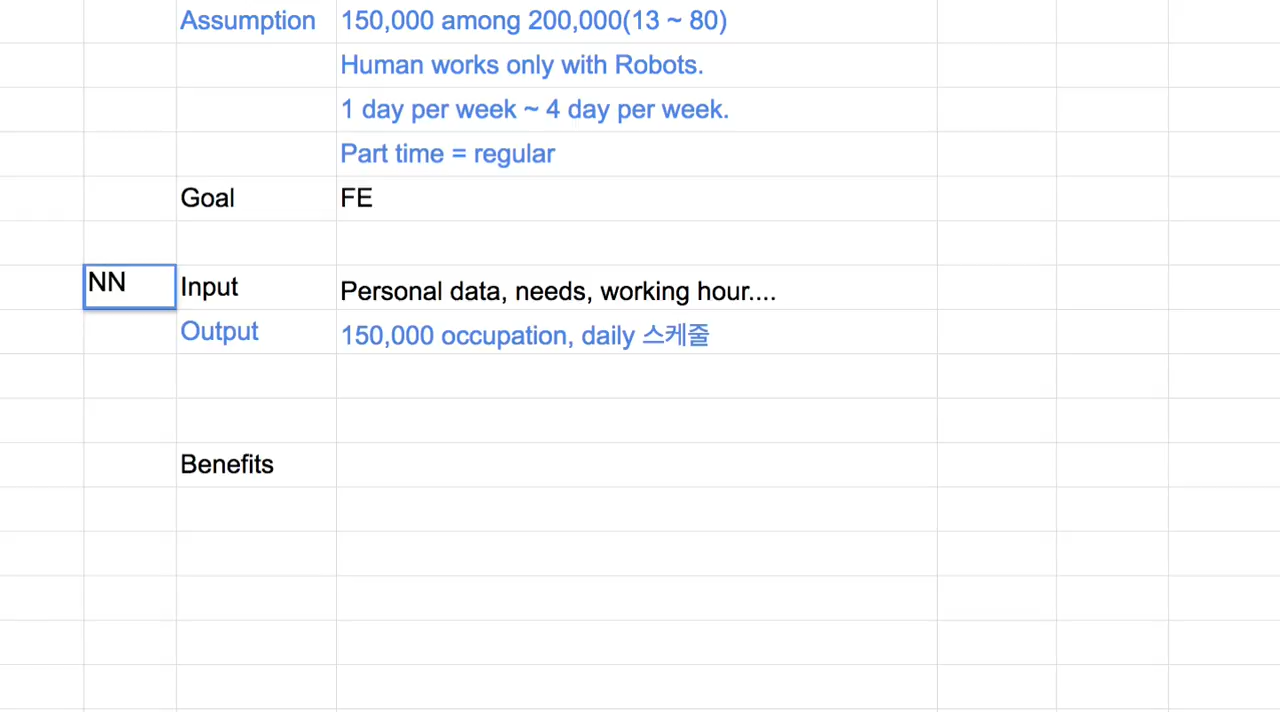 Assumption 150,000 among 200,000(13 ~ 80)
Human works only with Robots.
1 day per week ~ 4 day per week.
Part time = regular
Goal FE
NN Input Personal data, needs, working hour....
Output 150,000 occupation, daily 스케줄
Benefits